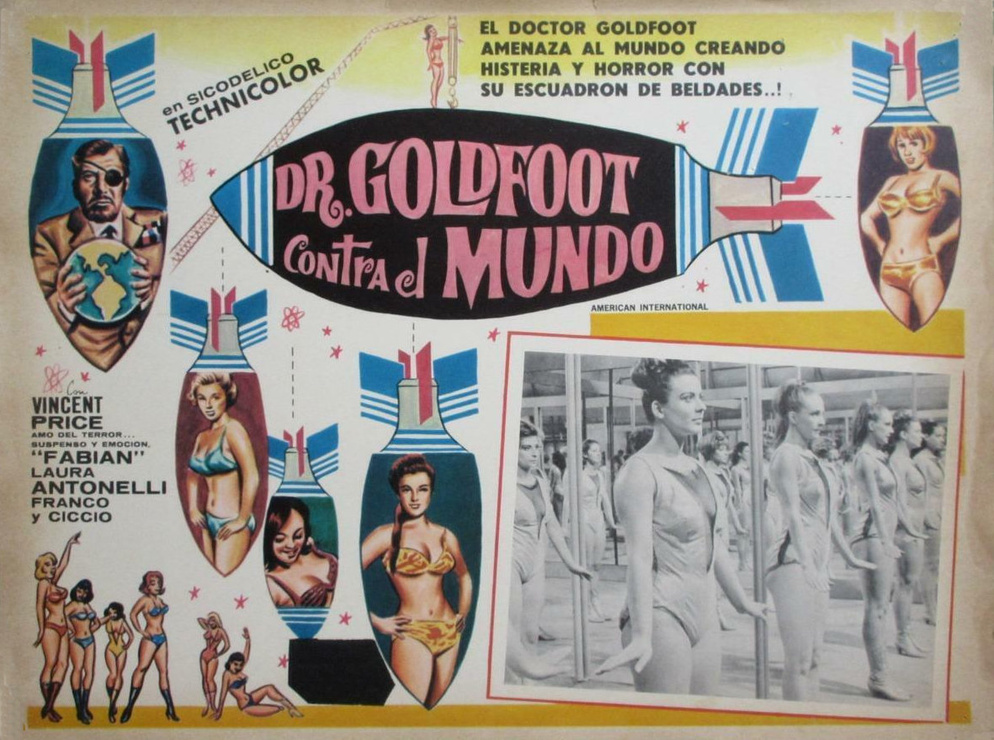 EL DOCTOR GOLDFOOT
AMENAZA AL MUNDO CREANDO
HISTERIA Y HORROR CON
SU ESCUADRON DE BELDADES..!
en SICODELICO
TECHNICOLOR
DR. GOLDFOOT
CONTRA el MUNDO
AMERICAN INTERNATIONAL
Con
VINCENT
PRICE
AMO DEL TERROR...
SUSPENSO Y EMOCION,
"FABIAN"
LAURA
ANTONELLI
FRANCO
y CICCIO